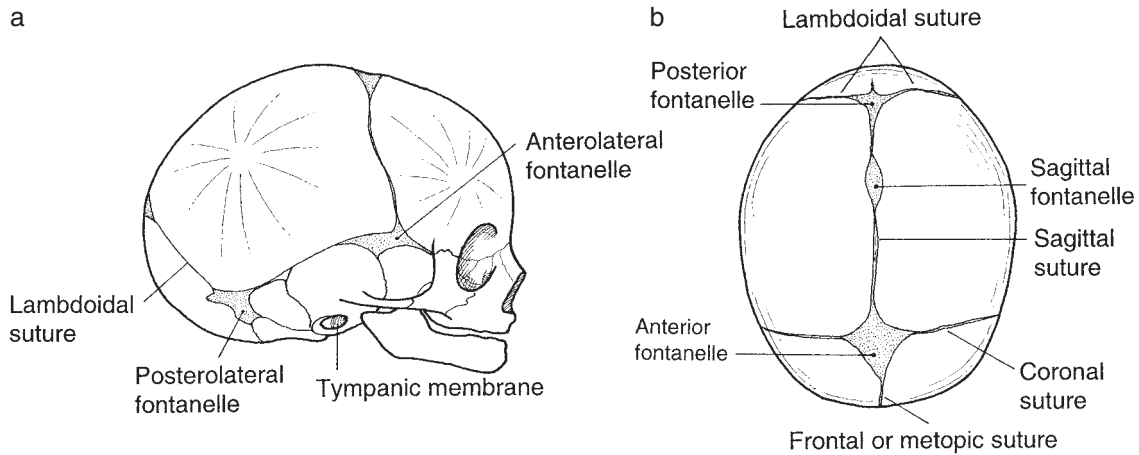 a
Anterolateral
fontanelle
Lambdoidal
suture
Posterolateral
fontanelle
Tympanic membrane
b
Lambdoidal suture
Posterior
fontanelle
Sagittal
fontanelle
Sagittal
suture
Anterior
fontanelle
Coronal
suture
Frontal or metopic suture